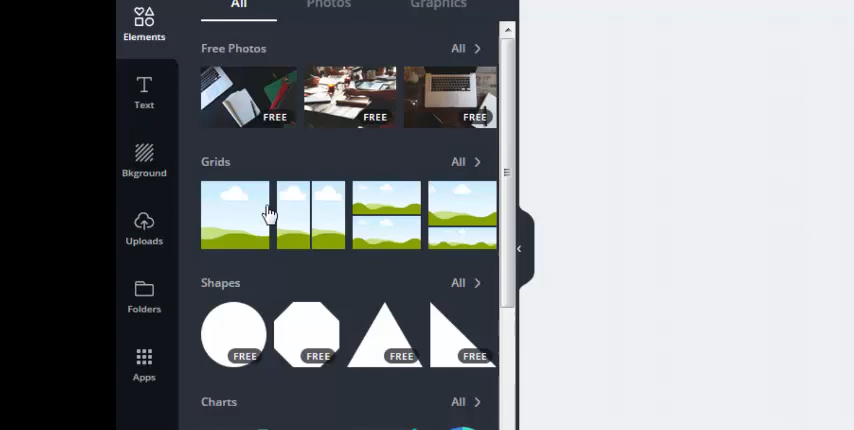 All Photos Graphics
Elements
Free Photos All
FREE FREE FREE
Text
Grids All
Bkground
Uploads
Shapes All
Folders
FREE FREE FREE FREE
Apps
Charts All